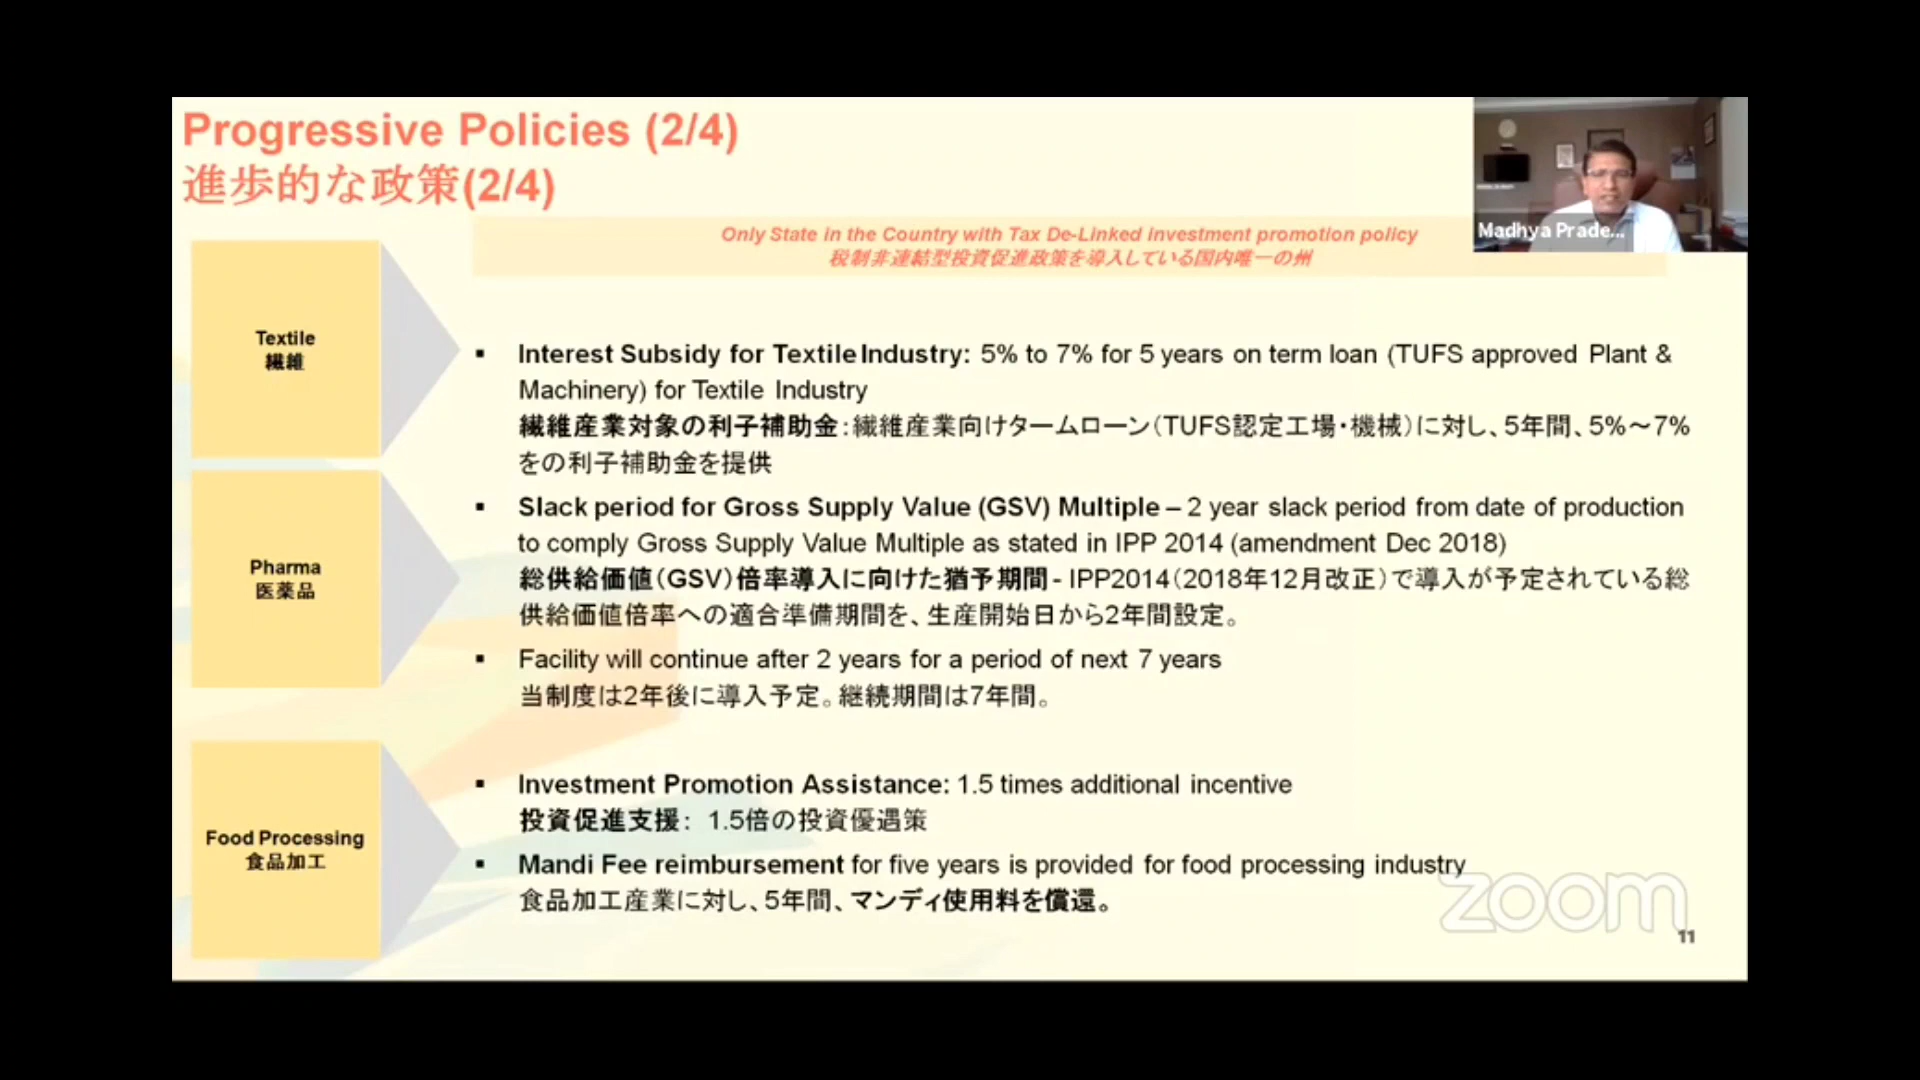 Progressive Policies (2/4)
進歩的な政策(2/4)
Madhya Prade...
Only State in the Country with Tax De-Linked investment promotion policy
税制非連結型投資促進政策を導入している国内唯一の州
Textile
繊維
Interest Subsidy for Textile Industry: 5% to 7% for 5 years on term loan (TUFS approved Plant &
Machinery) for Textile Industry
繊維産業対象の利子補助金：繊維産業向けタームローン（TUFS認定工場・機械）に対し、5年間、5%～7%
をの利子補助金を提供
Pharma
医薬品
Slack period for Gross Supply Value (GSV) Multiple – 2 year slack period from date of production
to comply Gross Supply Value Multiple as stated in IPP 2014 (amendment Dec 2018)
総供給価値（GSV）倍率導入に向けた猶予期間 - IPP2014（2018年12月改正）で導入が予定されている総
供給価値倍率への適合準備期間を、生産開始日から2年間設定。
Facility will continue after 2 years for a period of next 7 years
当制度は2年後に導入予定。継続期間は7年間。
Food Processing
食品加工
Investment Promotion Assistance: 1.5 times additional incentive
投資促進支援： 1.5倍の投資優遇策
Mandi Fee reimbursement for five years is provided for food processing industry
食品加工産業に対し、5年間、マンディ使用料を償還。
zoom
11